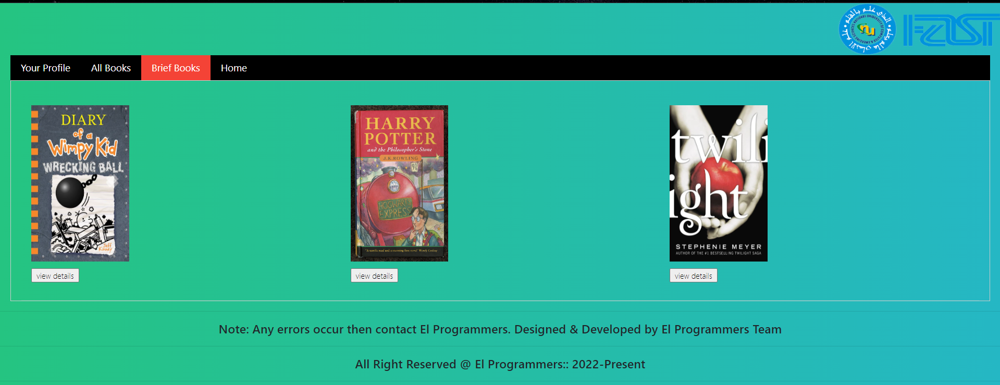 FAST
Your Profile
All Books
Brief Books
Home
DIARY
of a
Wimpy Kid
WRECKING BALL
Jeff
Kinney
view details
HARRY
POTTER
and the Philosopher's Stone
J.K.ROWLING
9¾
HOGWARTS
EXPRESS
"A terrific read and a stunning first novel" Wendy Cooling
view details
twili
ight
STEPHENIE MEYER
AUTHOR OF THE #1 BESTSELLING TWILIGHT SAGA
view details
Note: Any errors occur then contact El Programmers. Designed & Developed by El Programmers Team
All Right Reserved @ El Programmers:: 2022-Present